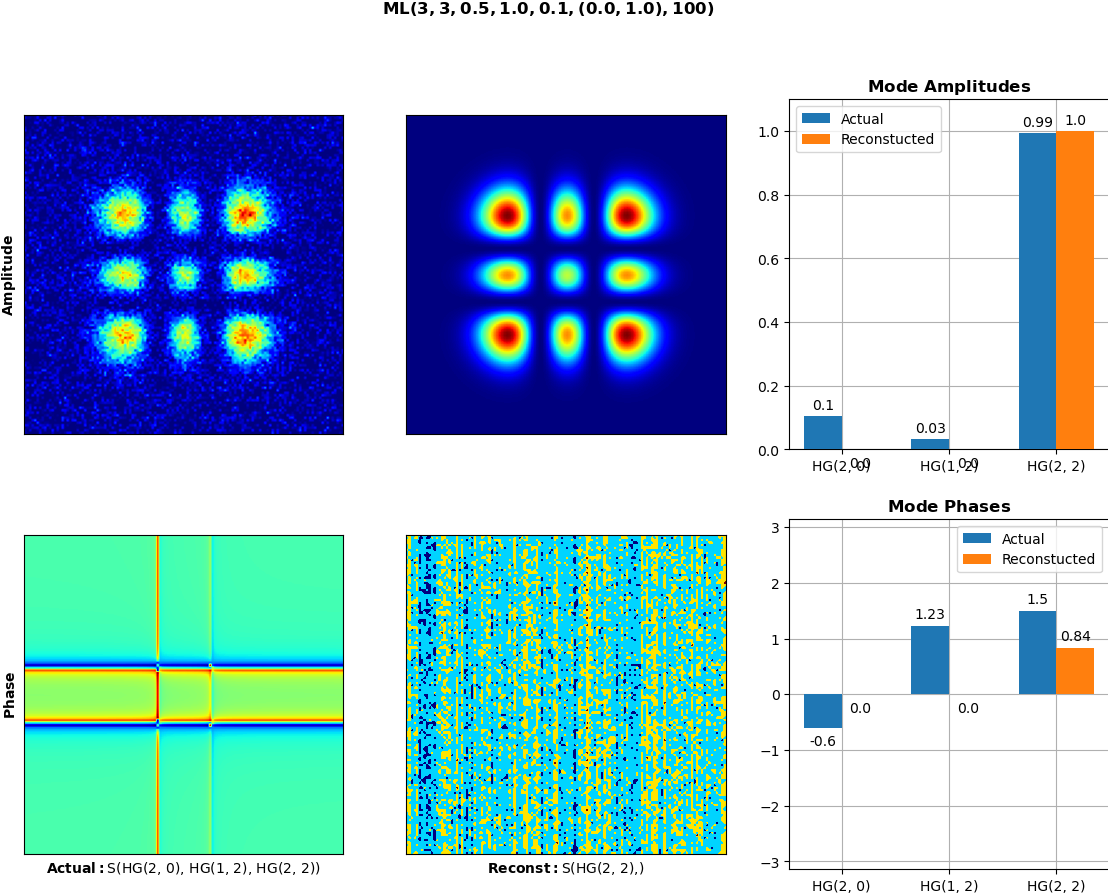 ML(3, 3, 0.5, 1.0, 0.1, (0.0, 1.0), 100)
Amplitude
Mode Amplitudes
Actual
Reconstucted
1.0
0.8
0.6
0.4
0.2
0.0
0.1
0.0
0.03
0.0
0.99
1.0
HG(2, 0)
HG(1, 2)
HG(2, 2)
Phase
Actual: S(HG(2, 0), HG(1, 2), HG(2, 2))
Reconst: S(HG(2, 2),)
Mode Phases
Actual
Reconstucted
3
2
1
0
−1
−2
−3
-0.6
0.0
1.23
0.0
1.5
0.84
HG(2, 0)
HG(1, 2)
HG(2, 2)